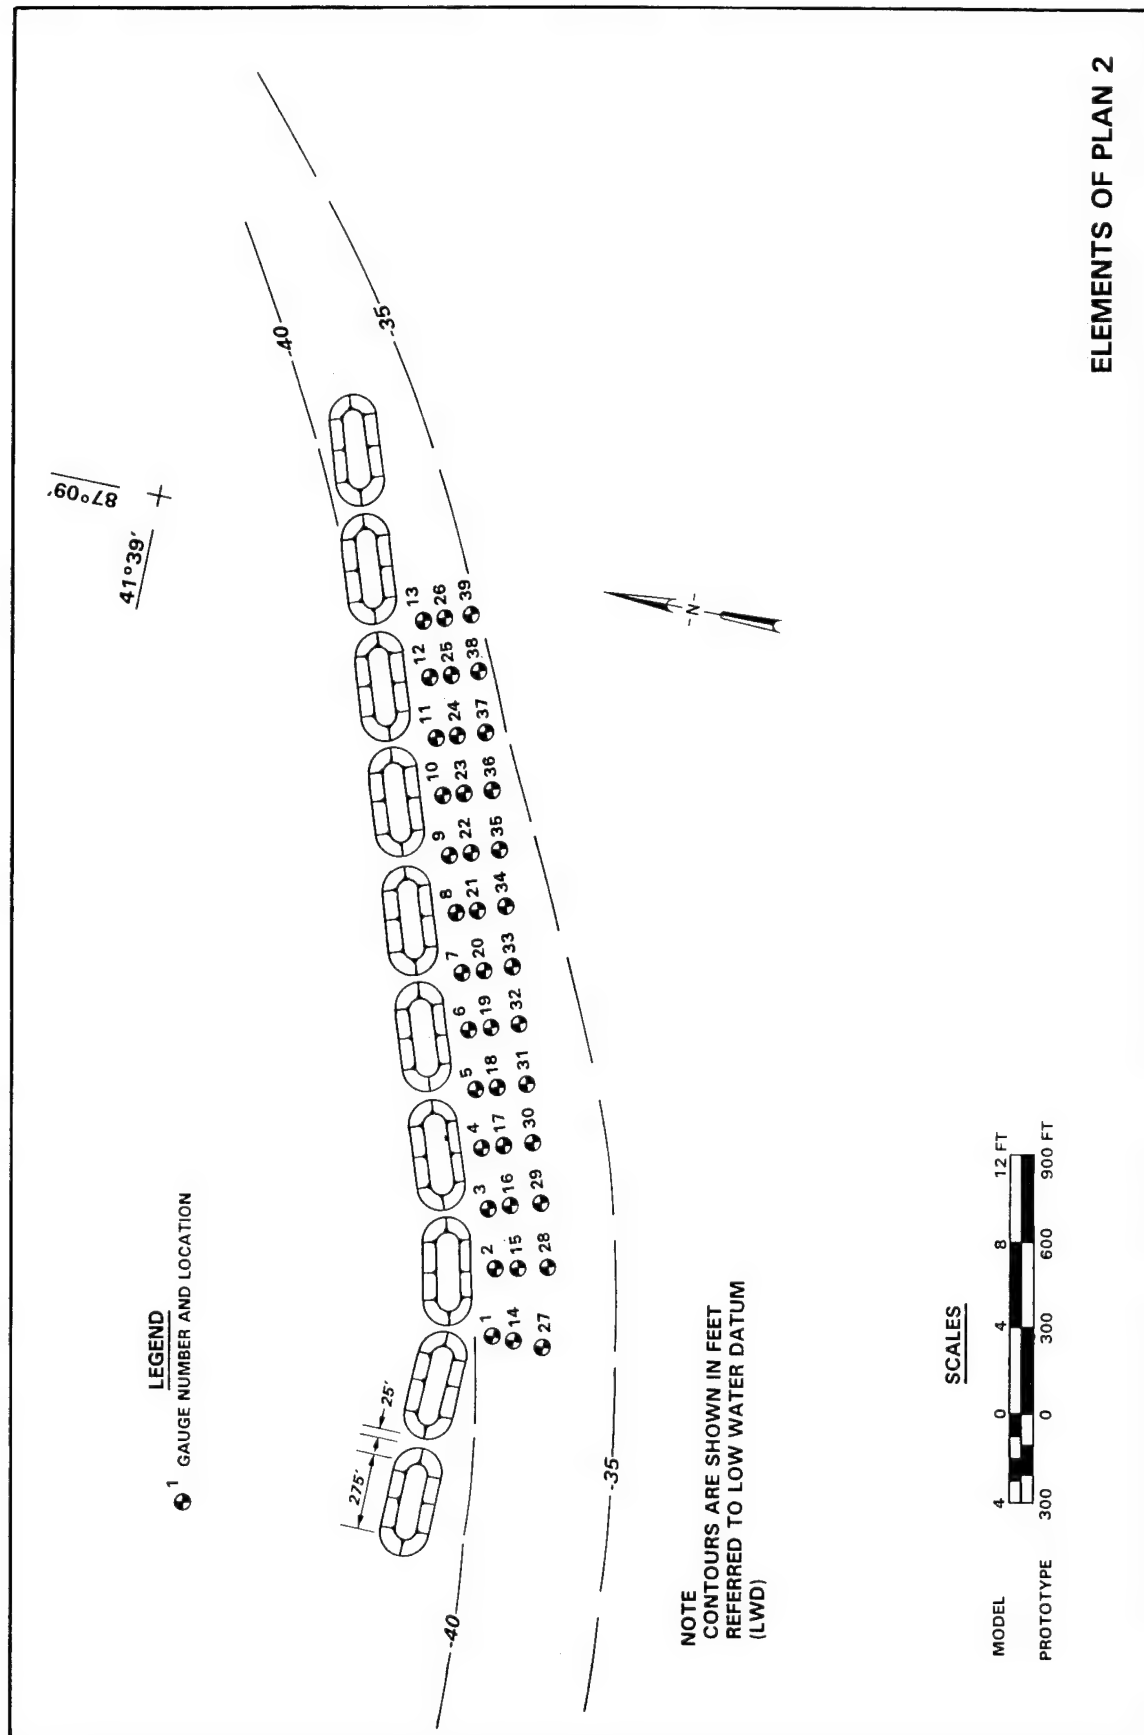 87°09'
41°39'
-40
-35
LEGEND
1 GAUGE NUMBER AND LOCATION
275'
25'
1 2 3 4 5 6 7 8 9 10 11 12 13
14 15 16 17 18 19 20 21 22 23 24 25 26
27 28 29 30 31 32 33 34 35 36 37 38 39
-N-
-40
-35
NOTE
CONTOURS ARE SHOWN IN FEET
REFERRED TO LOW WATER DATUM
(LWD)
SCALES
MODEL 4 0 4 8 12 FT
PROTOTYPE 300 0 300 600 900 FT
ELEMENTS OF PLAN 2